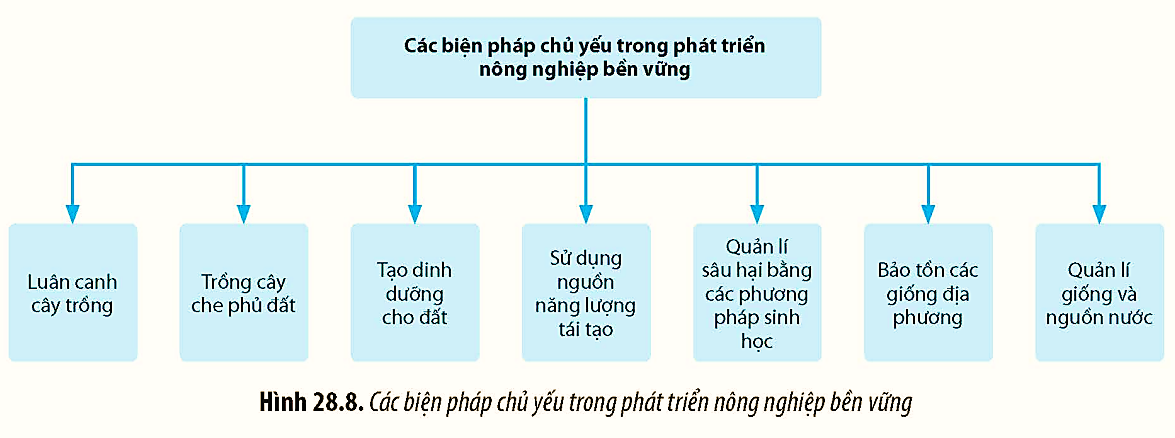 Các biện pháp chủ yếu trong phát triển
nông nghiệp bền vững
Luân canh
cây trồng
Trồng cây
che phủ đất
Tạo dinh
dưỡng
cho đất
Sử dụng
nguồn
năng lượng
tái tạo
Quản lí
sâu hại bằng
các phương
pháp sinh
học
Bảo tồn các
giống địa
phương
Quản lí
giống và
nguồn nước
Hình 28.8. Các biện pháp chủ yếu trong phát triển nông nghiệp bền vững